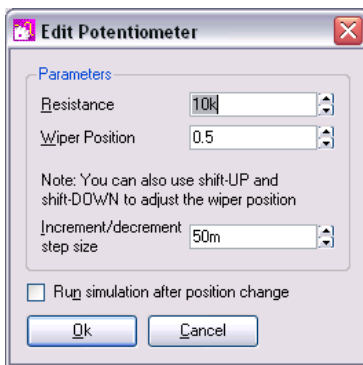 Edit Potentiometer
Parameters
Resistance
10k
Wiper Position
0.5
Note: You can also use shift-UP and
shift-DOWN to adjust the wiper position
Increment/decrement
step size
50m
Run simulation after position change
Ok
Cancel